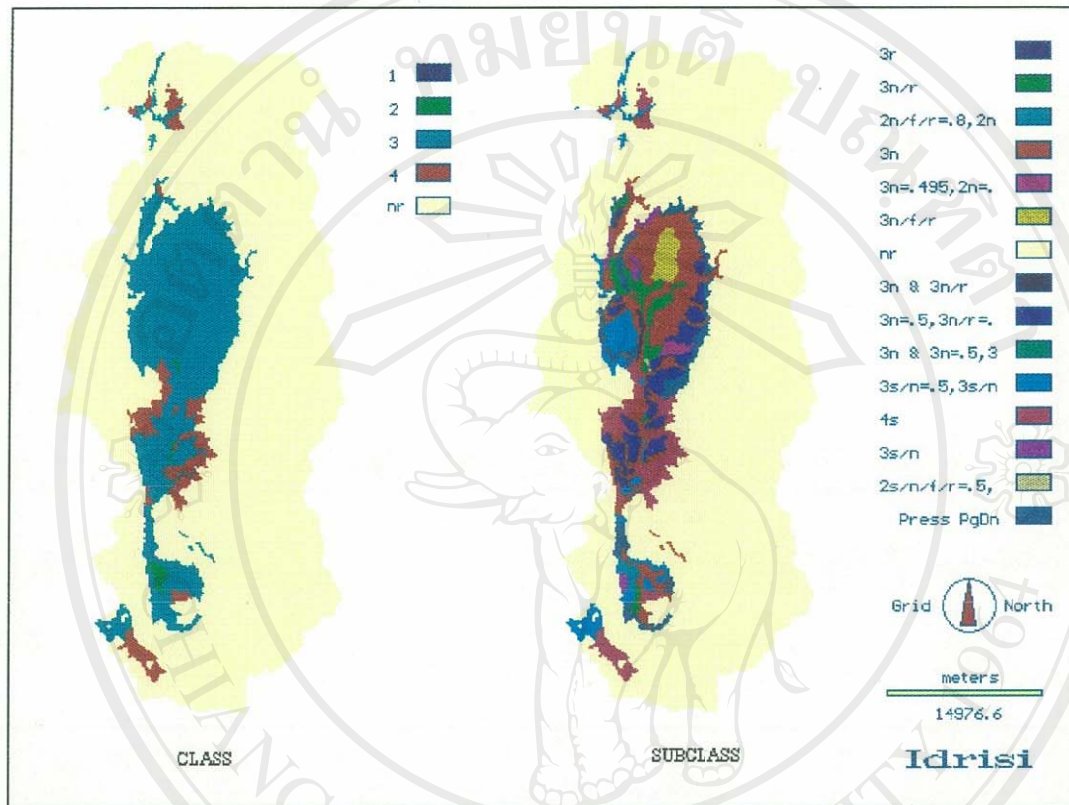 1
2
3
4
nr
CLASS
SUBCLASS
3r
3n/r
2n/f/r=.8,2n
3n
3n=.495,2n=.
3n/f/r
nr
3n & 3n/r
3n=.5,3n/r=.
3n & 3n=.5,3
3s/n=.5,3s/n
4s
3s/n
2s/n/f/r=.5,
Press PgDn
Grid North
meters
14976.6
Idrisi